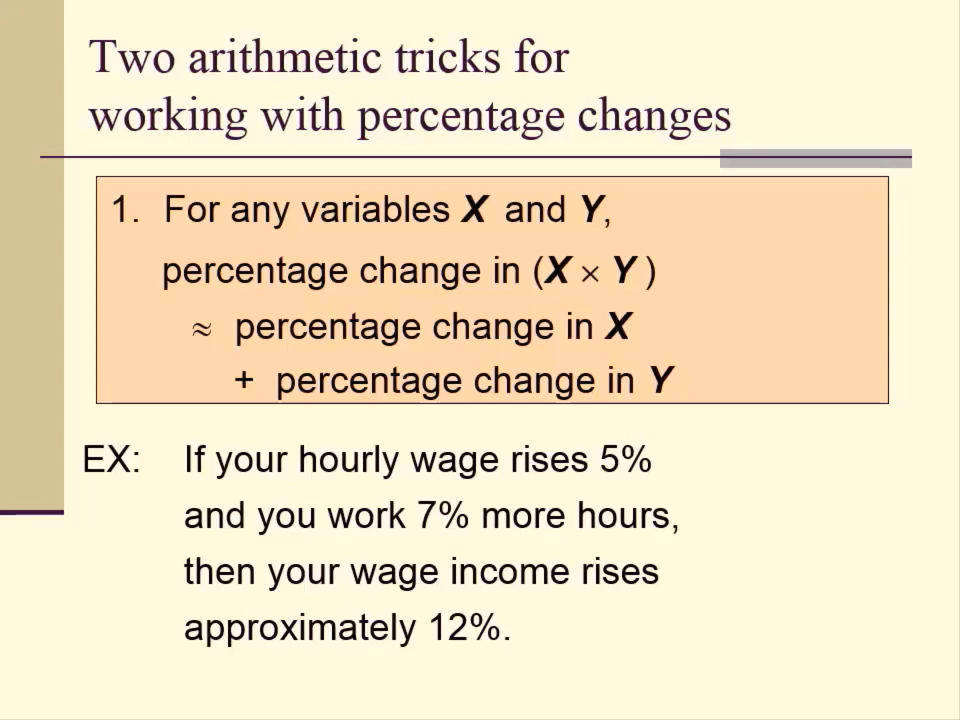 Two arithmetic tricks for
working with percentage changes
1. For any variables X and Y,
percentage change in (X × Y )
≈ percentage change in X
+ percentage change in Y
EX: If your hourly wage rises 5%
and you work 7% more hours,
then your wage income rises
approximately 12%.